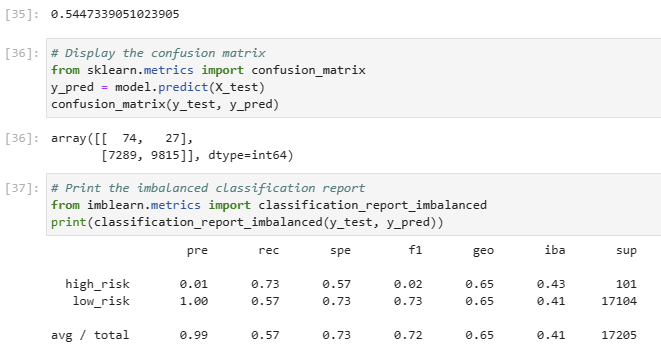 [35]: 0.5447339051023905
[36]: # Display the confusion matrix
from sklearn.metrics import confusion_matrix
y_pred = model.predict(X_test)
confusion_matrix(y_test, y_pred)
[36]: array([[  74,   27],
       [7289, 9815]], dtype=int64)
[37]: # Print the imbalanced classification report
from imblearn.metrics import classification_report_imbalanced
print(classification_report_imbalanced(y_test, y_pred))
pre rec spe f1 geo iba sup
high_risk 0.01 0.73 0.57 0.02 0.65 0.43 101
low_risk 1.00 0.57 0.73 0.73 0.65 0.41 17104
avg / total 0.99 0.57 0.73 0.72 0.65 0.41 17205